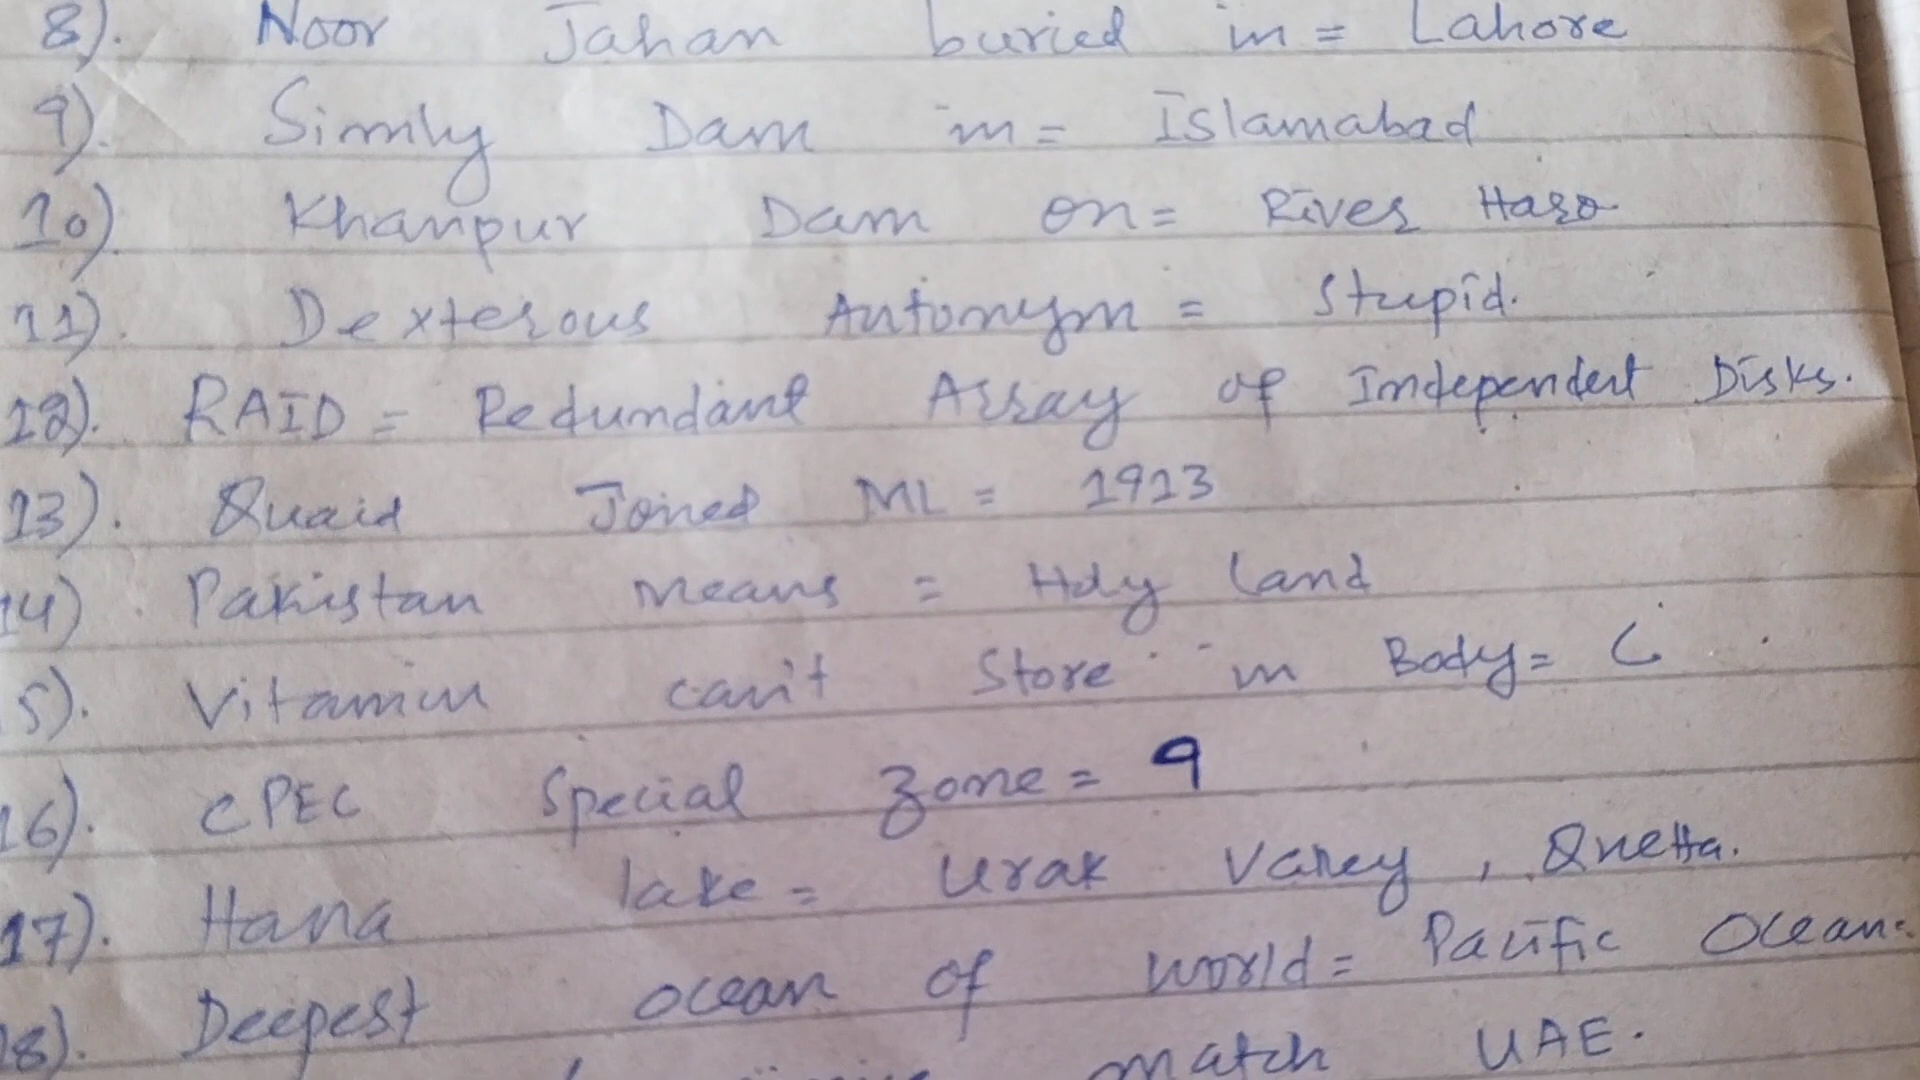 8). Noor Jahan buried in = Lahore
9). Simly Dam in = Islamabad
10) Khanpur Dam on = River Haro
11). Dexterous Antonym = Stupid.
12). RAID = Redundant Array of Independent Disks.
13). Quaid Joined ML = 1913
14) Pakistan means = Holy Land
5). Vitamin can't Store in Body = C
16). CPEC Special Zone = 9
17). Hana lake = Urak Valley, Quetta.
18). Deepest ocean of world = Pacific Ocean.
match UAE.